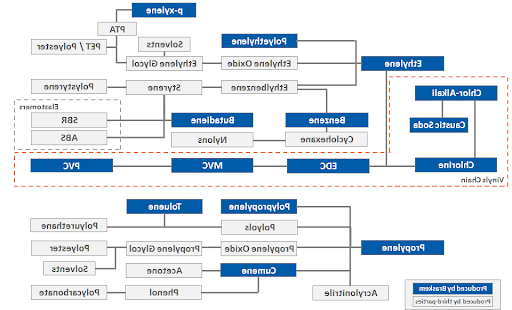 p-xylene
PTA
Solvents
PET / Polyester
Polyethylene
Ethylene Glycol
Ethylene Oxide
Ethylene
Polystyrene
Styrene
Ethylbenzene
Chlor-Alkali
Elastomers
SBR
Butadiene
Benzene
Caustic Soda
ABS
Nylons
Cyclohexane
PVC
MVC
EDC
Chlorine
Vinyls Chain
Toluene
Polypropylene
Polyurethane
Polyols
Polyester
Propylene Glycol
Propylene Oxide
Propylene
Solvents
Acetone
Cumene
Polycarbonate
Phenol
Acrylonitrile
Produced by Braskem
Produced by third-parties